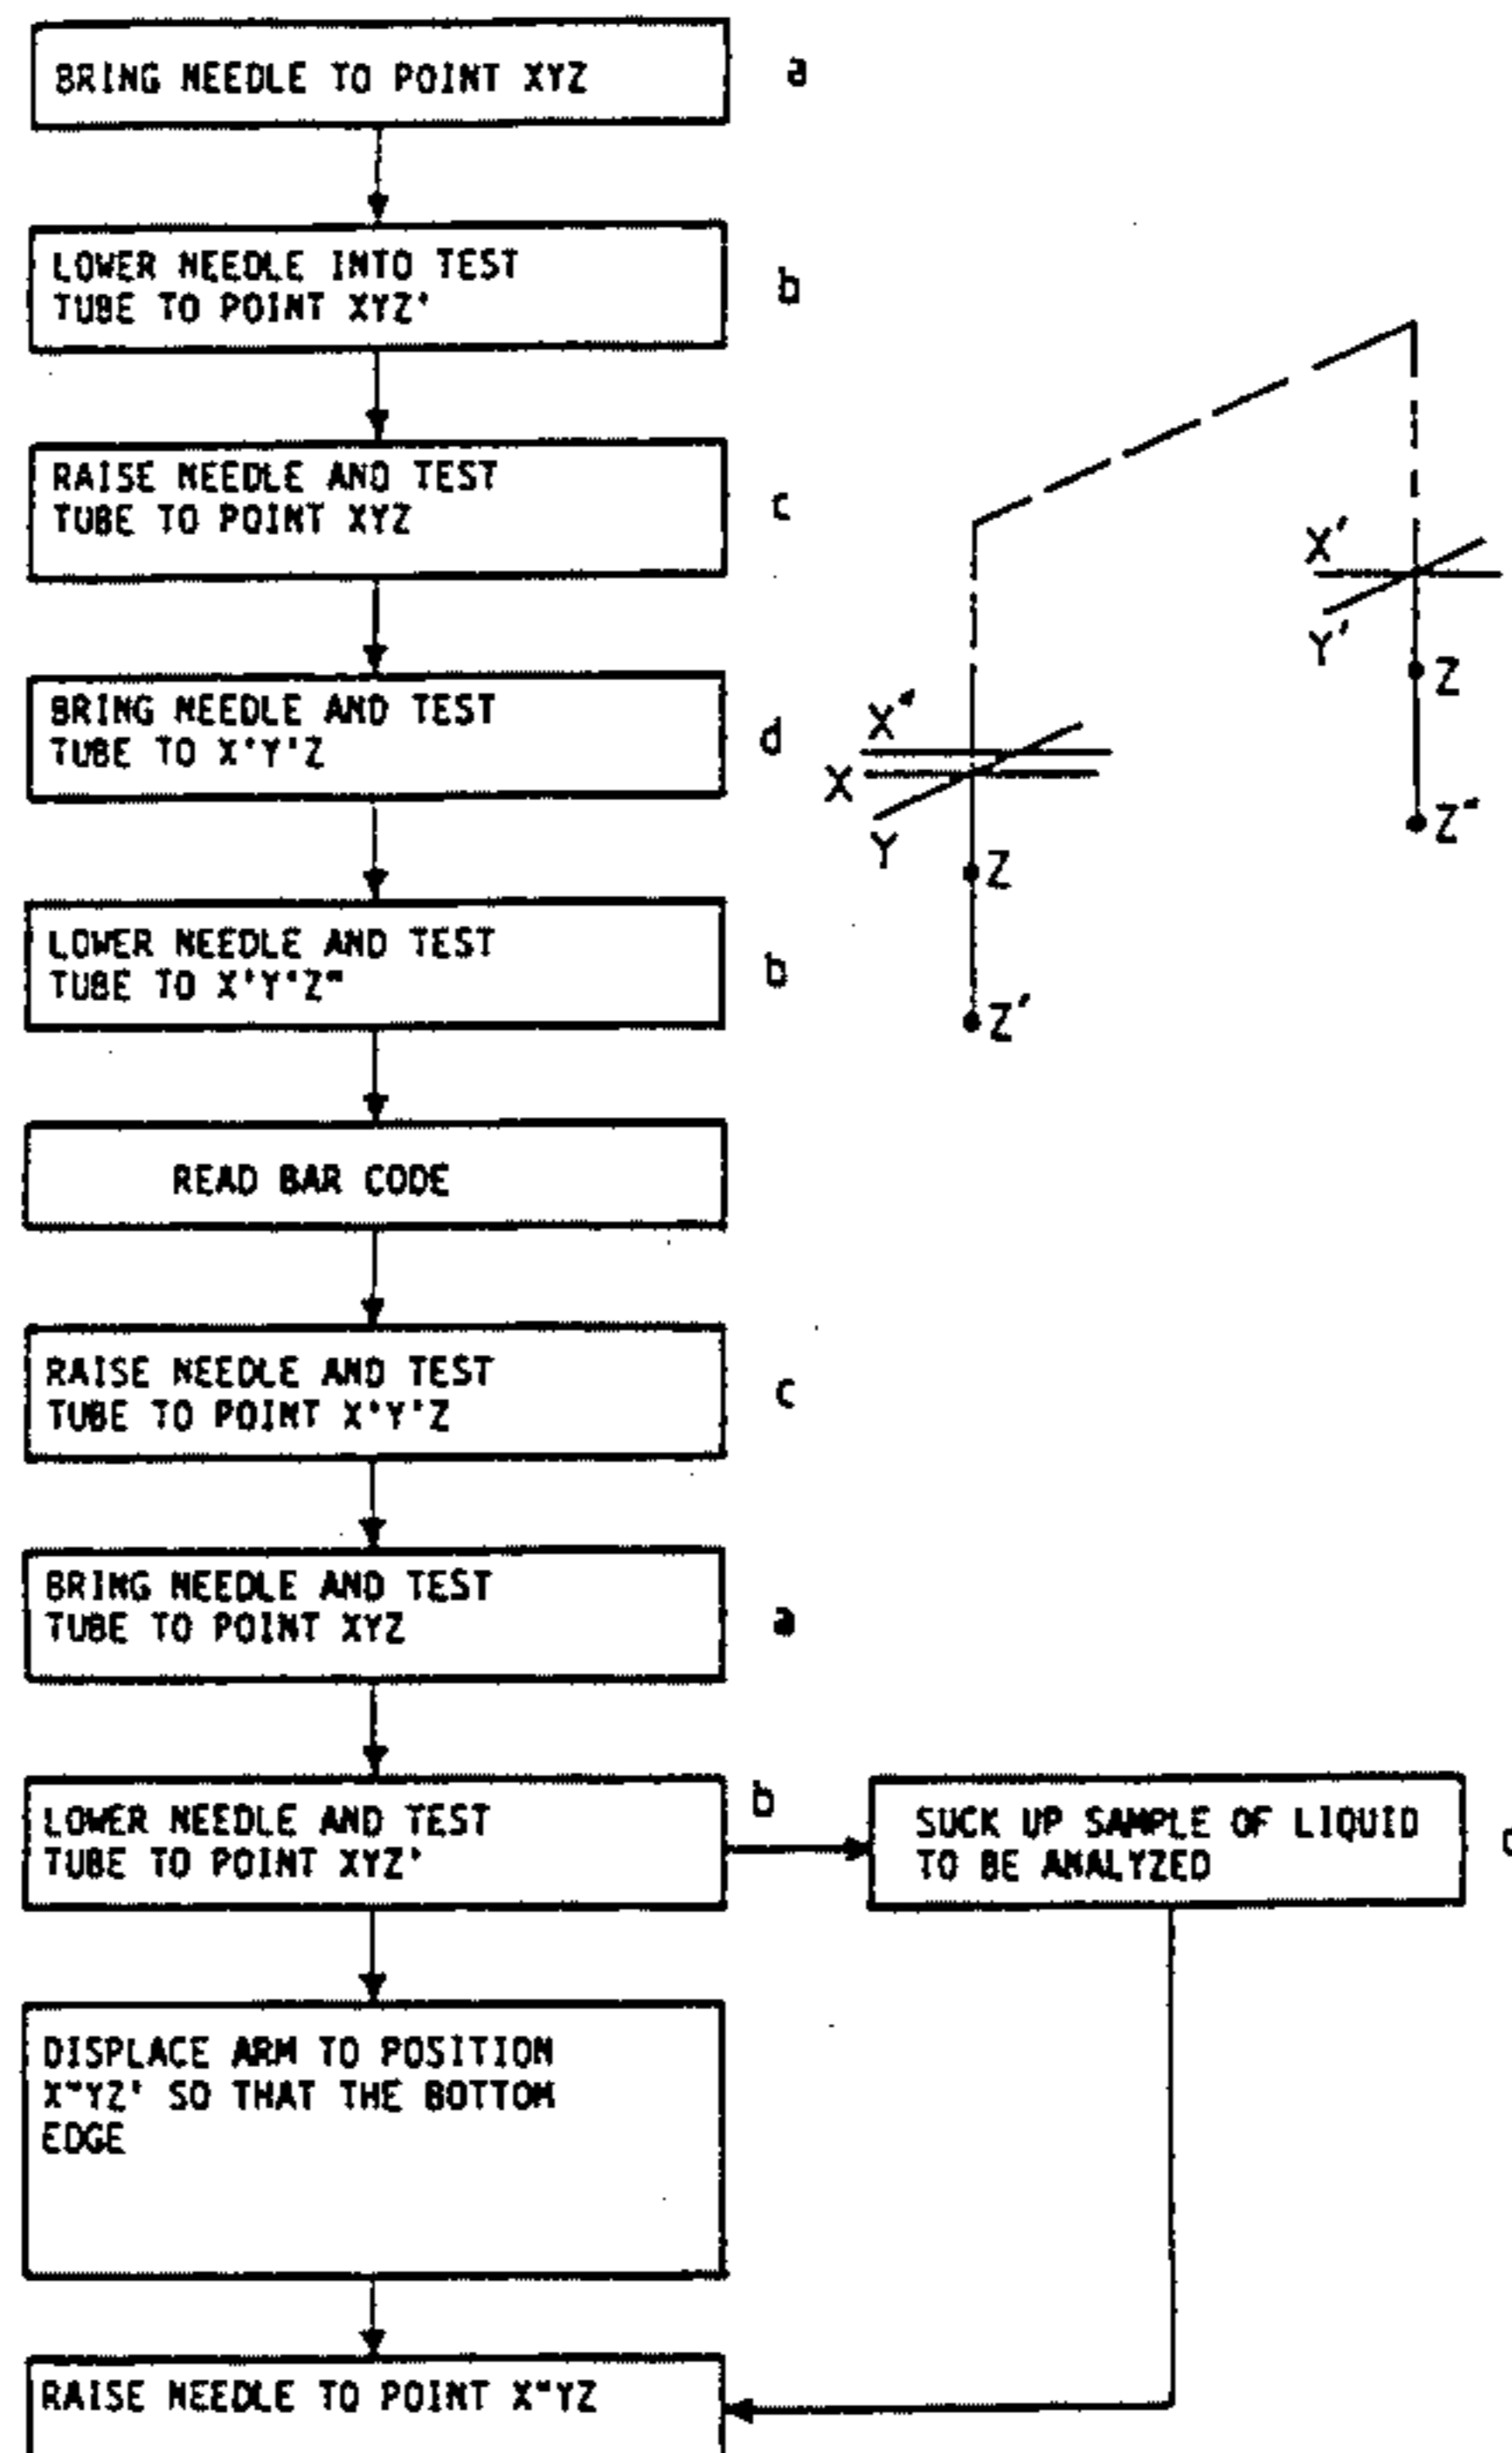 BRING NEEDLE TO POINT XYZ
a
LOWER NEEDLE INTO TEST
TUBE TO POINT XYZ'
b
RAISE NEEDLE AND TEST
TUBE TO POINT XYZ
c
BRING NEEDLE AND TEST
TUBE TO X'Y'Z
d
LOWER NEEDLE AND TEST
TUBE TO X'Y'Z"
b
READ BAR CODE
RAISE NEEDLE AND TEST
TUBE TO POINT X'Y'Z
c
BRING NEEDLE AND TEST
TUBE TO POINT XYZ
a
LOWER NEEDLE AND TEST
TUBE TO POINT XYZ'
b
SUCK UP SAMPLE OF LIQUID
TO BE ANALYZED
DISPLACE ARM TO POSITION
X"YZ' SO THAT THE BOTTOM
EDGE
RAISE NEEDLE TO POINT X"YZ
X'
Y'
Z
Z"
X"
X
Y
Z
Z'